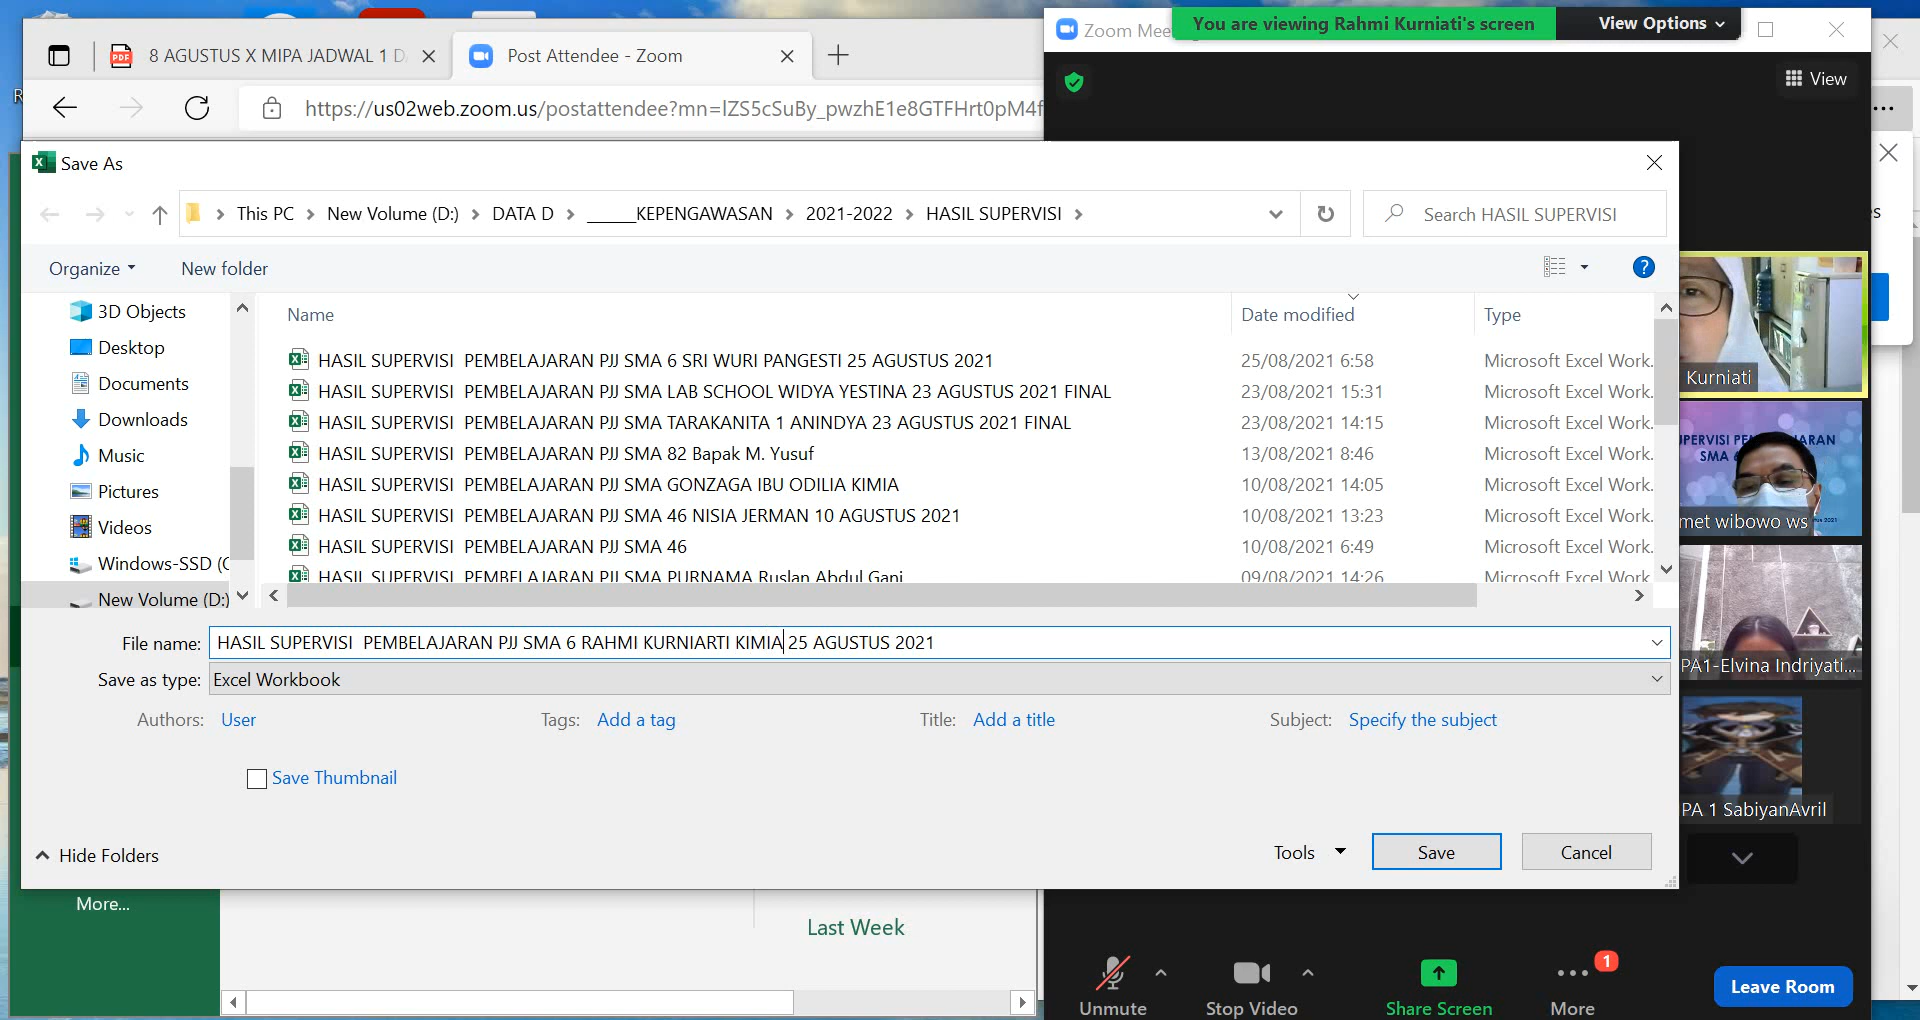 8 AGUSTUS X MIPA JADWAL 1 D
Post Attendee - Zoom
https://us02web.zoom.us/postattendee?mn=lZS5cSuBy_pwzhE1e8GTFHrt0pM4f
Zoom Mee
You are viewing Rahmi Kurniati's screen
View Options
View
Save As
This PC > New Volume (D:) > DATA D > _____KEPENGAWASAN > 2021-2022 > HASIL SUPERVISI >
Search HASIL SUPERVISI
Organize
New folder
3D Objects
Desktop
Documents
Downloads
Music
Pictures
Videos
Windows-SSD (C
New Volume (D:)
Name Date modified Type
HASIL SUPERVISI  PEMBELAJARAN PJJ SMA 6 SRI WURI PANGESTI 25 AGUSTUS 2021 25/08/2021 6:58 Microsoft Excel Work.
HASIL SUPERVISI  PEMBELAJARAN PJJ SMA LAB SCHOOL WIDYA YESTINA 23 AGUSTUS 2021 FINAL 23/08/2021 15:31 Microsoft Excel Work.
HASIL SUPERVISI  PEMBELAJARAN PJJ SMA TARAKANITA 1 ANINDYA 23 AGUSTUS 2021 FINAL 23/08/2021 14:15 Microsoft Excel Work.
HASIL SUPERVISI  PEMBELAJARAN PJJ SMA 82 Bapak M. Yusuf 13/08/2021 8:46 Microsoft Excel Work.
HASIL SUPERVISI  PEMBELAJARAN PJJ SMA GONZAGA IBU ODILIA KIMIA 10/08/2021 14:05 Microsoft Excel Work.
HASIL SUPERVISI  PEMBELAJARAN PJJ SMA 46 NISIA JERMAN 10 AGUSTUS 2021 10/08/2021 13:23 Microsoft Excel Work.
HASIL SUPERVISI  PEMBELAJARAN PJJ SMA 46 10/08/2021 6:49 Microsoft Excel Work.
HASIL SUPERVISI  PEMBELAJARAN PJJ SMA PURNAMA Ruslan Abdul Gani 09/08/2021 14:26 Microsoft Excel Work
File name: HASIL SUPERVISI  PEMBELAJARAN PJJ SMA 6 RAHMI KURNIARTI KIMIA 25 AGUSTUS 2021
Save as type: Excel Workbook
Authors: User
Tags: Add a tag
Title: Add a title
Subject: Specify the subject
Save Thumbnail
Hide Folders
Tools
Save
Cancel
More...
Last Week
Kurniati
UPERVISI PE AJARAN
SMA 6
met wibowo ws
PA1-Elvina Indriyati...
PA 1 SabiyanAvril
Unmute
Stop Video
Share Screen
1
More
Leave Room